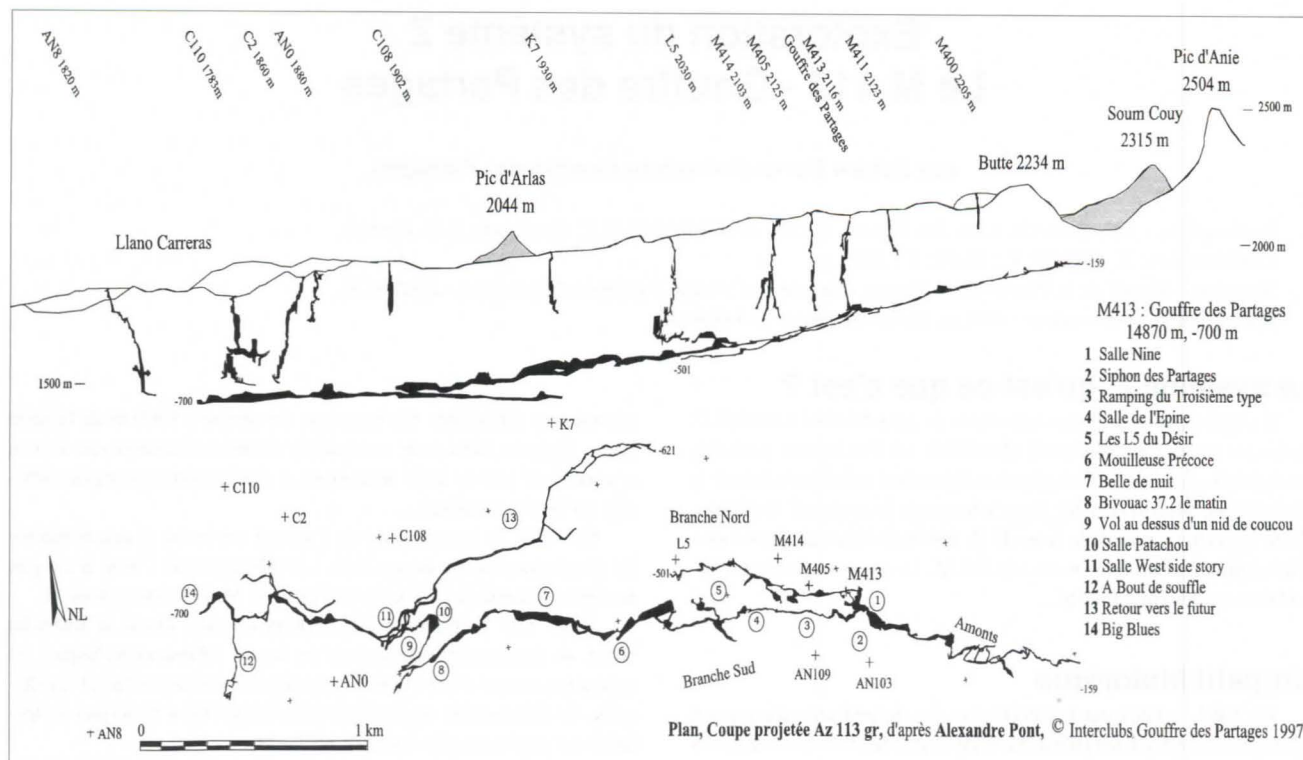 AN8 1820 m
C110 1785m
C2 1860 m
AN0 1880 m
C108 1902 m
K7 1930 m
L5 2030 m
M414 2103 m
M405 2125 m
Gouffre des Partages
M413 2116 m
M411 2123 m
M400 2205 m
Pic d'Anie
2504 m
2500 m
Soum Couy
2315 m
Butte 2234 m
Pic d'Arlas
2044 m
Llano Carreras
2000 m
-159
1500 m
-700
-501
M413 : Gouffre des Partages
14870 m, -700 m
1 Salle Nine
2 Siphon des Partages
3 Ramping du Troisième type
4 Salle de l'Epine
5 Les L5 du Désir
6 Mouilleuse Précoce
7 Belle de nuit
8 Bivouac 37.2 le matin
9 Vol au dessus d'un nid de coucou
10 Salle Patachou
11 Salle West side story
12 A Bout de souffle
13 Retour vers le futur
14 Big Blues
K7
-621
C110
C2
13
C108
Branche Nord
L5
M414
M405
M413
-501
14
-700
NL
11
10
9
8
7
6
5
4
3
2
1
12
Amonts
Branche Sud
AN109
AN103
-159
AN0
AN8
0
1 km
Plan, Coupe projetée Az 113 gr, d'après Alexandre Pont, © Interclubs Gouffre des Partages 1997